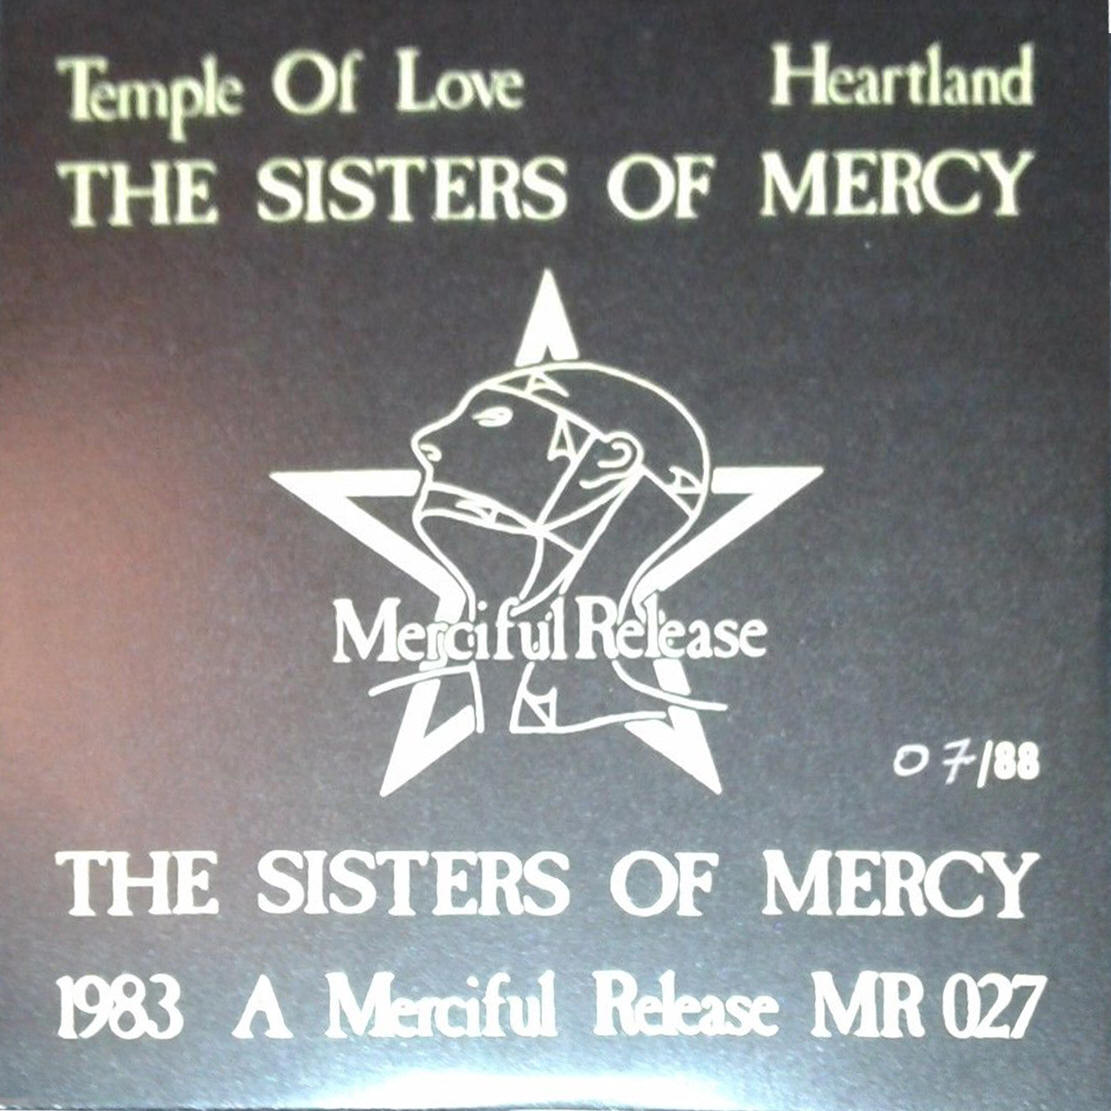 Temple Of Love Heartland
THE SISTERS OF MERCY
Merciful Release
07/88
THE SISTERS OF MERCY
1983 A Merciful Release MR 027